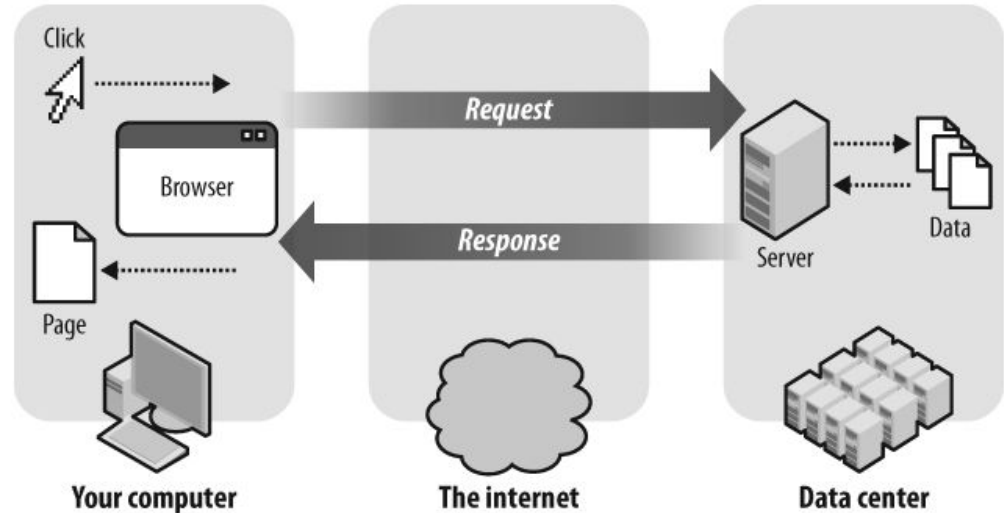 Click
Request
Browser
Response
Server
Data
Page
Your computer
The internet
Data center